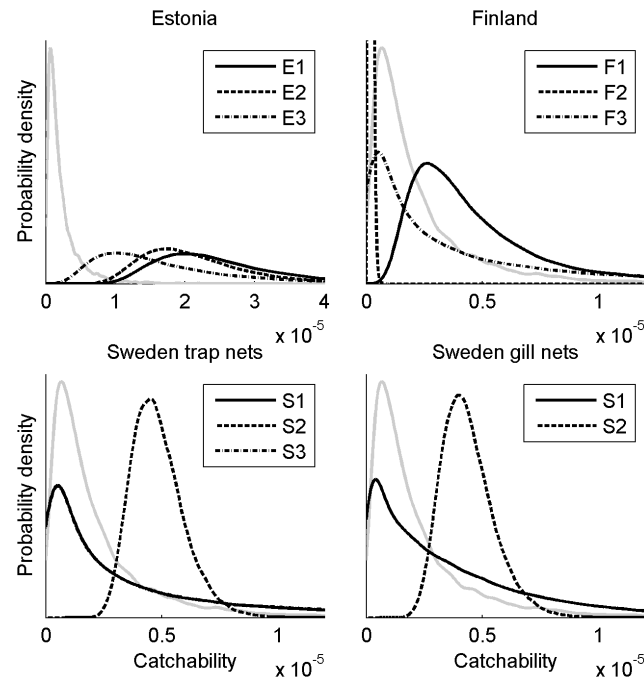 Estonia
Finland
Probability density
E1
E2
E3
F1
F2
F3
0 1 2 3 4
x 10-5
0 0.5 1
x 10-5
Sweden trap nets
Sweden gill nets
Probability density
S1
S2
S3
S1
S2
0 0.5 1
x 10-5
Catchability
0 0.5 1
x 10-5
Catchability